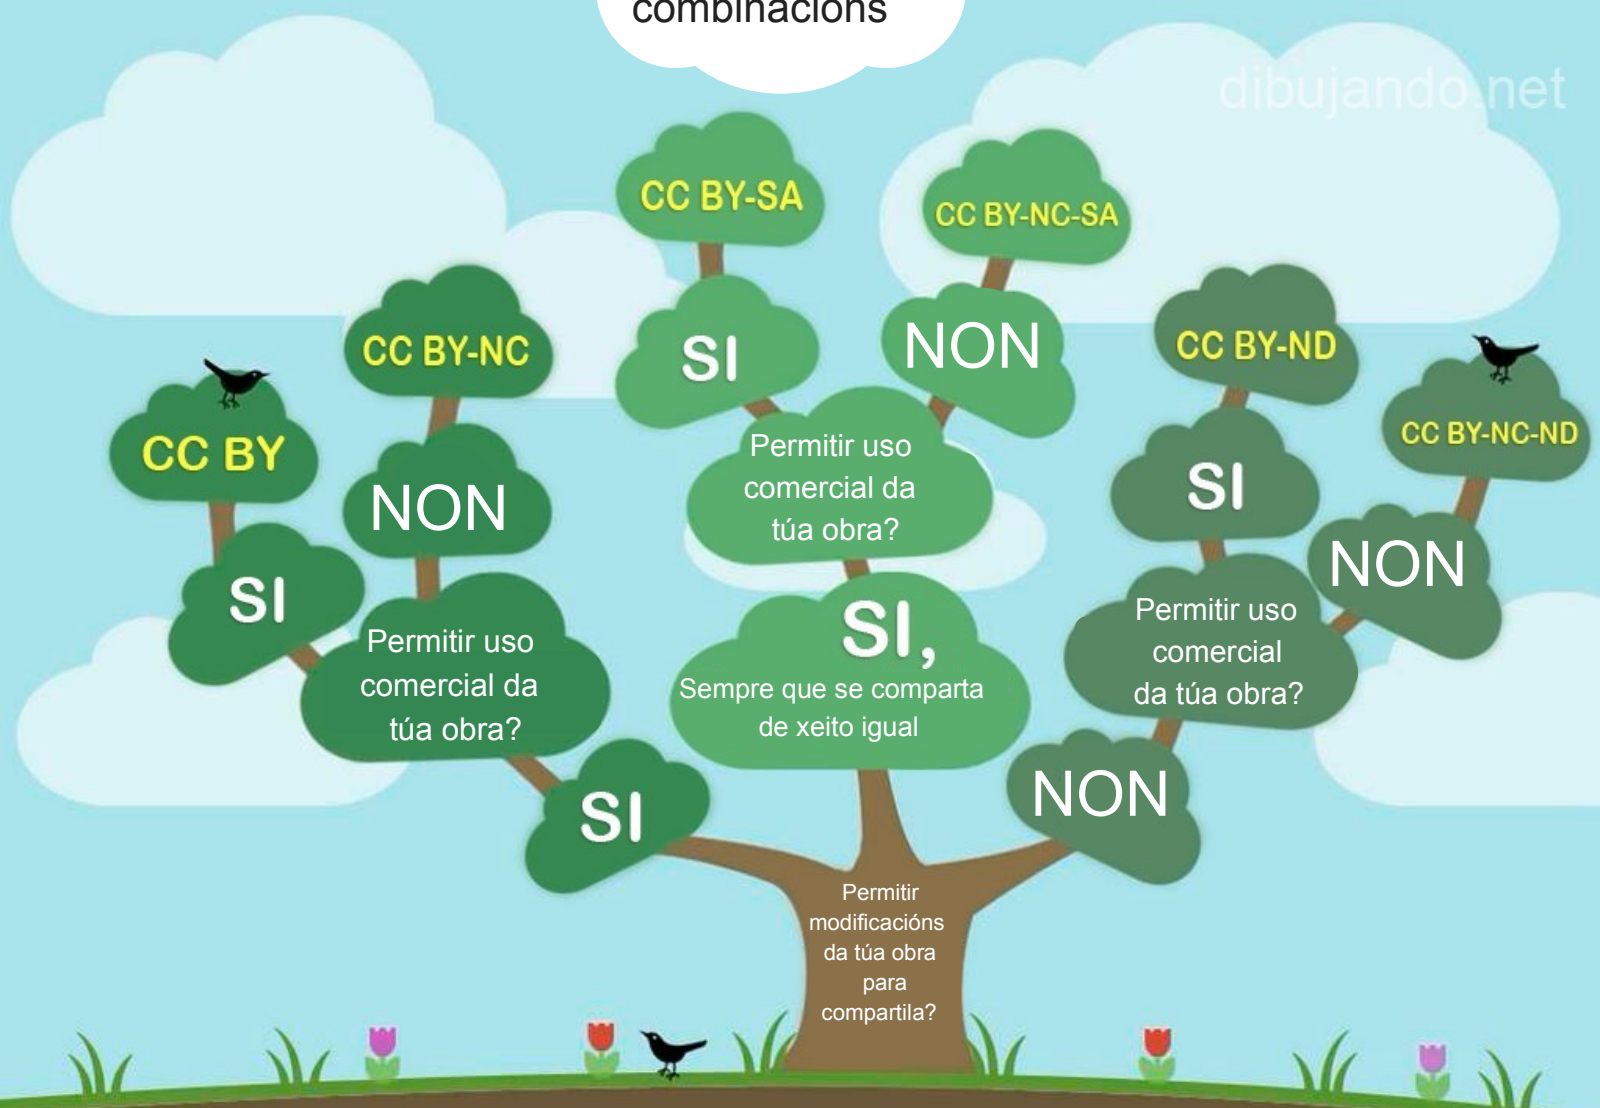 combinacións
dibujando.net
CC BY-SA
CC BY-NC-SA
CC BY-NC
SI
NON
CC BY-ND
CC BY
NON
Permitir uso
comercial da
túa obra?
SI
CC BY-NC-ND
SI
Permitir uso
comercial da
túa obra?
SI,
Sempre que se comparta
de xeito igual
Permitir uso
comercial
da túa obra?
NON
SI
NON
Permitir
modificacións
da túa obra
para
compartila?